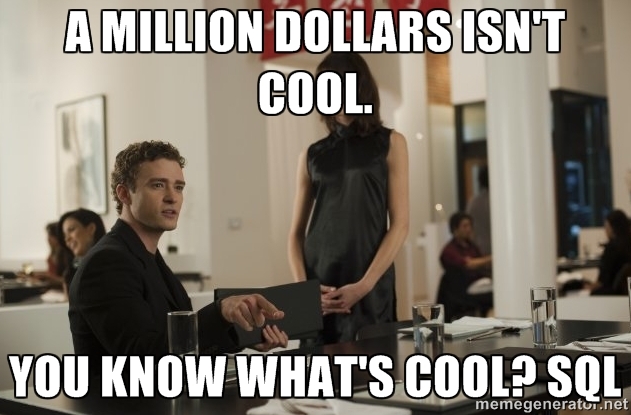 A MILLION DOLLARS ISN'T
COOL.
YOU KNOW WHAT'S COOL? SQL
memegenerator.net